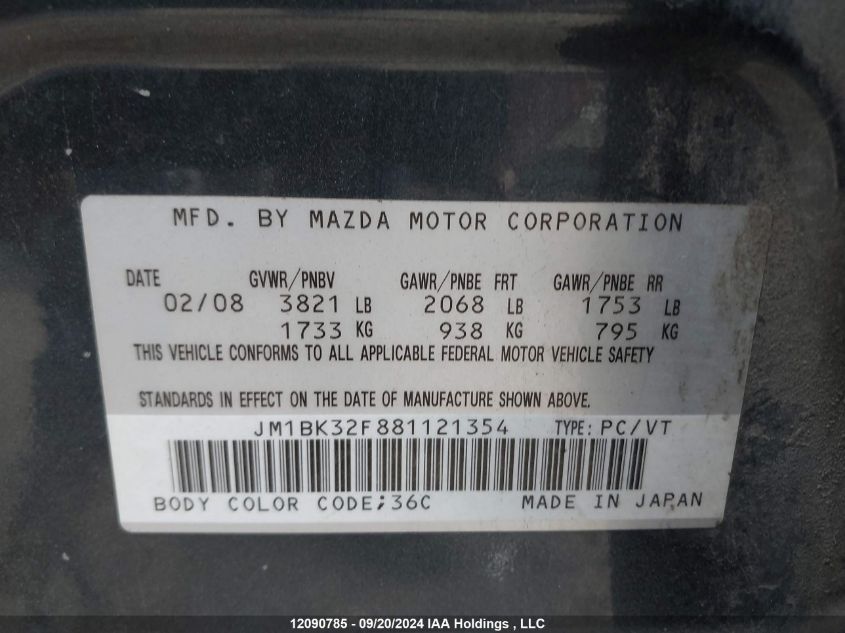 MFD. BY MAZDA MOTOR CORPORATION
DATE GVWR/PNBV GAWR/PNBE FRT GAWR/PNBE RR
02/08 3821 LB 2068 LB 1753 LB
1733 KG 938 KG 795 KG
THIS VEHICLE CONFORMS TO ALL APPLICABLE FEDERAL MOTOR VEHICLE SAFETY
STANDARDS IN EFFECT ON THE DATE OF MANUFACTURE SHOWN ABOVE.
JM1BK32F881121354 TYPE: PC/VT
BODY COLOR CODE;36C MADE IN JAPAN
12090785 - 09/20/2024 IAA Holdings , LLC